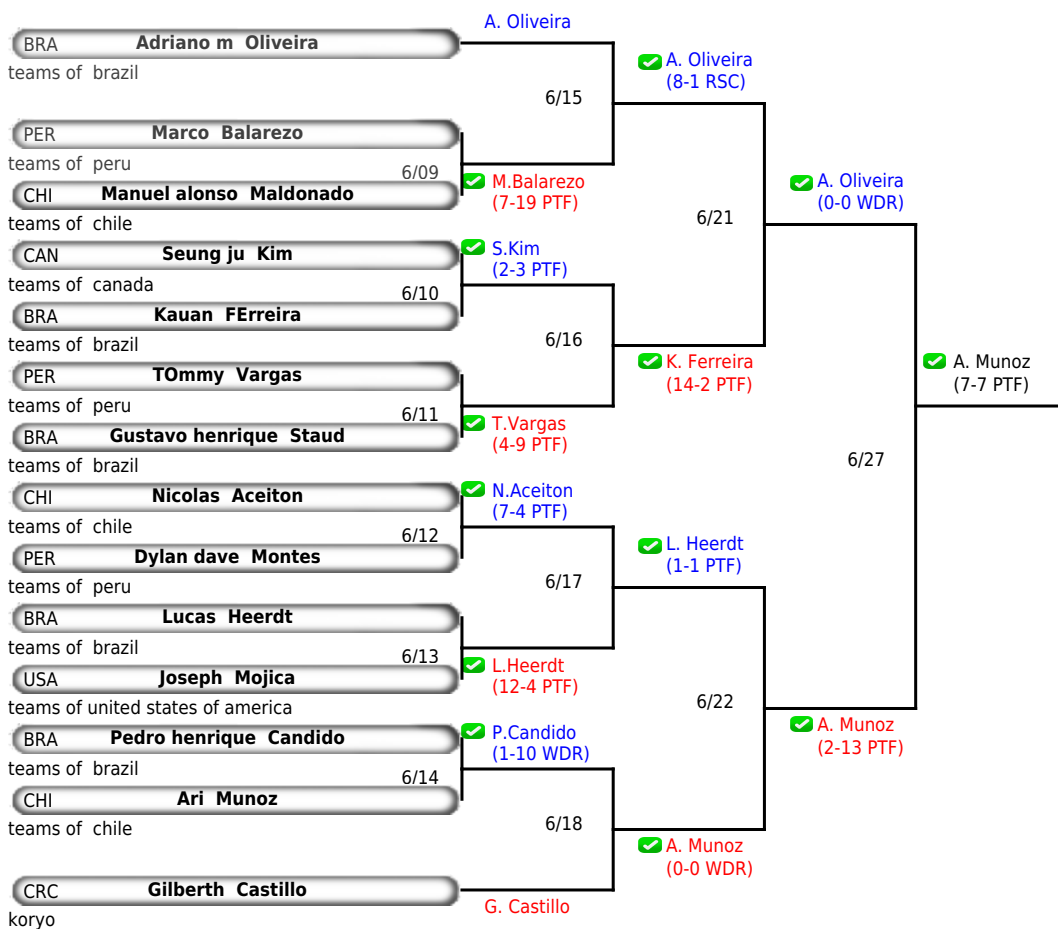 A. Oliveira
BRA Adriano m Oliveira
teams of brazil
A. Oliveira
(8-1 RSC)
6/15
PER Marco Balarezo
teams of peru
6/09
CHI Manuel alonso Maldonado
teams of chile
M.Balarezo
(7-19 PTF)
A. Oliveira
(0-0 WDR)
6/21
CAN Seung ju Kim
teams of canada
S.Kim
(2-3 PTF)
6/10
BRA Kauan FErreira
teams of brazil
6/16
PER TOmmy Vargas
teams of peru
K. Ferreira
(14-2 PTF)
A. Munoz
(7-7 PTF)
6/11
BRA Gustavo henrique Staud
teams of brazil
T.Vargas
(4-9 PTF)
6/27
CHI Nicolas Aceiton
teams of chile
N.Aceiton
(7-4 PTF)
6/12
PER Dylan dave Montes
teams of peru
L. Heerdt
(1-1 PTF)
6/17
BRA Lucas Heerdt
teams of brazil
6/13
USA Joseph Mojica
teams of united states of america
L.Heerdt
(12-4 PTF)
6/22
BRA Pedro henrique Candido
teams of brazil
P.Candido
(1-10 WDR)
A. Munoz
(2-13 PTF)
6/14
CHI Ari Munoz
teams of chile
6/18
A. Munoz
(0-0 WDR)
CRC Gilberth Castillo
koryo
G. Castillo